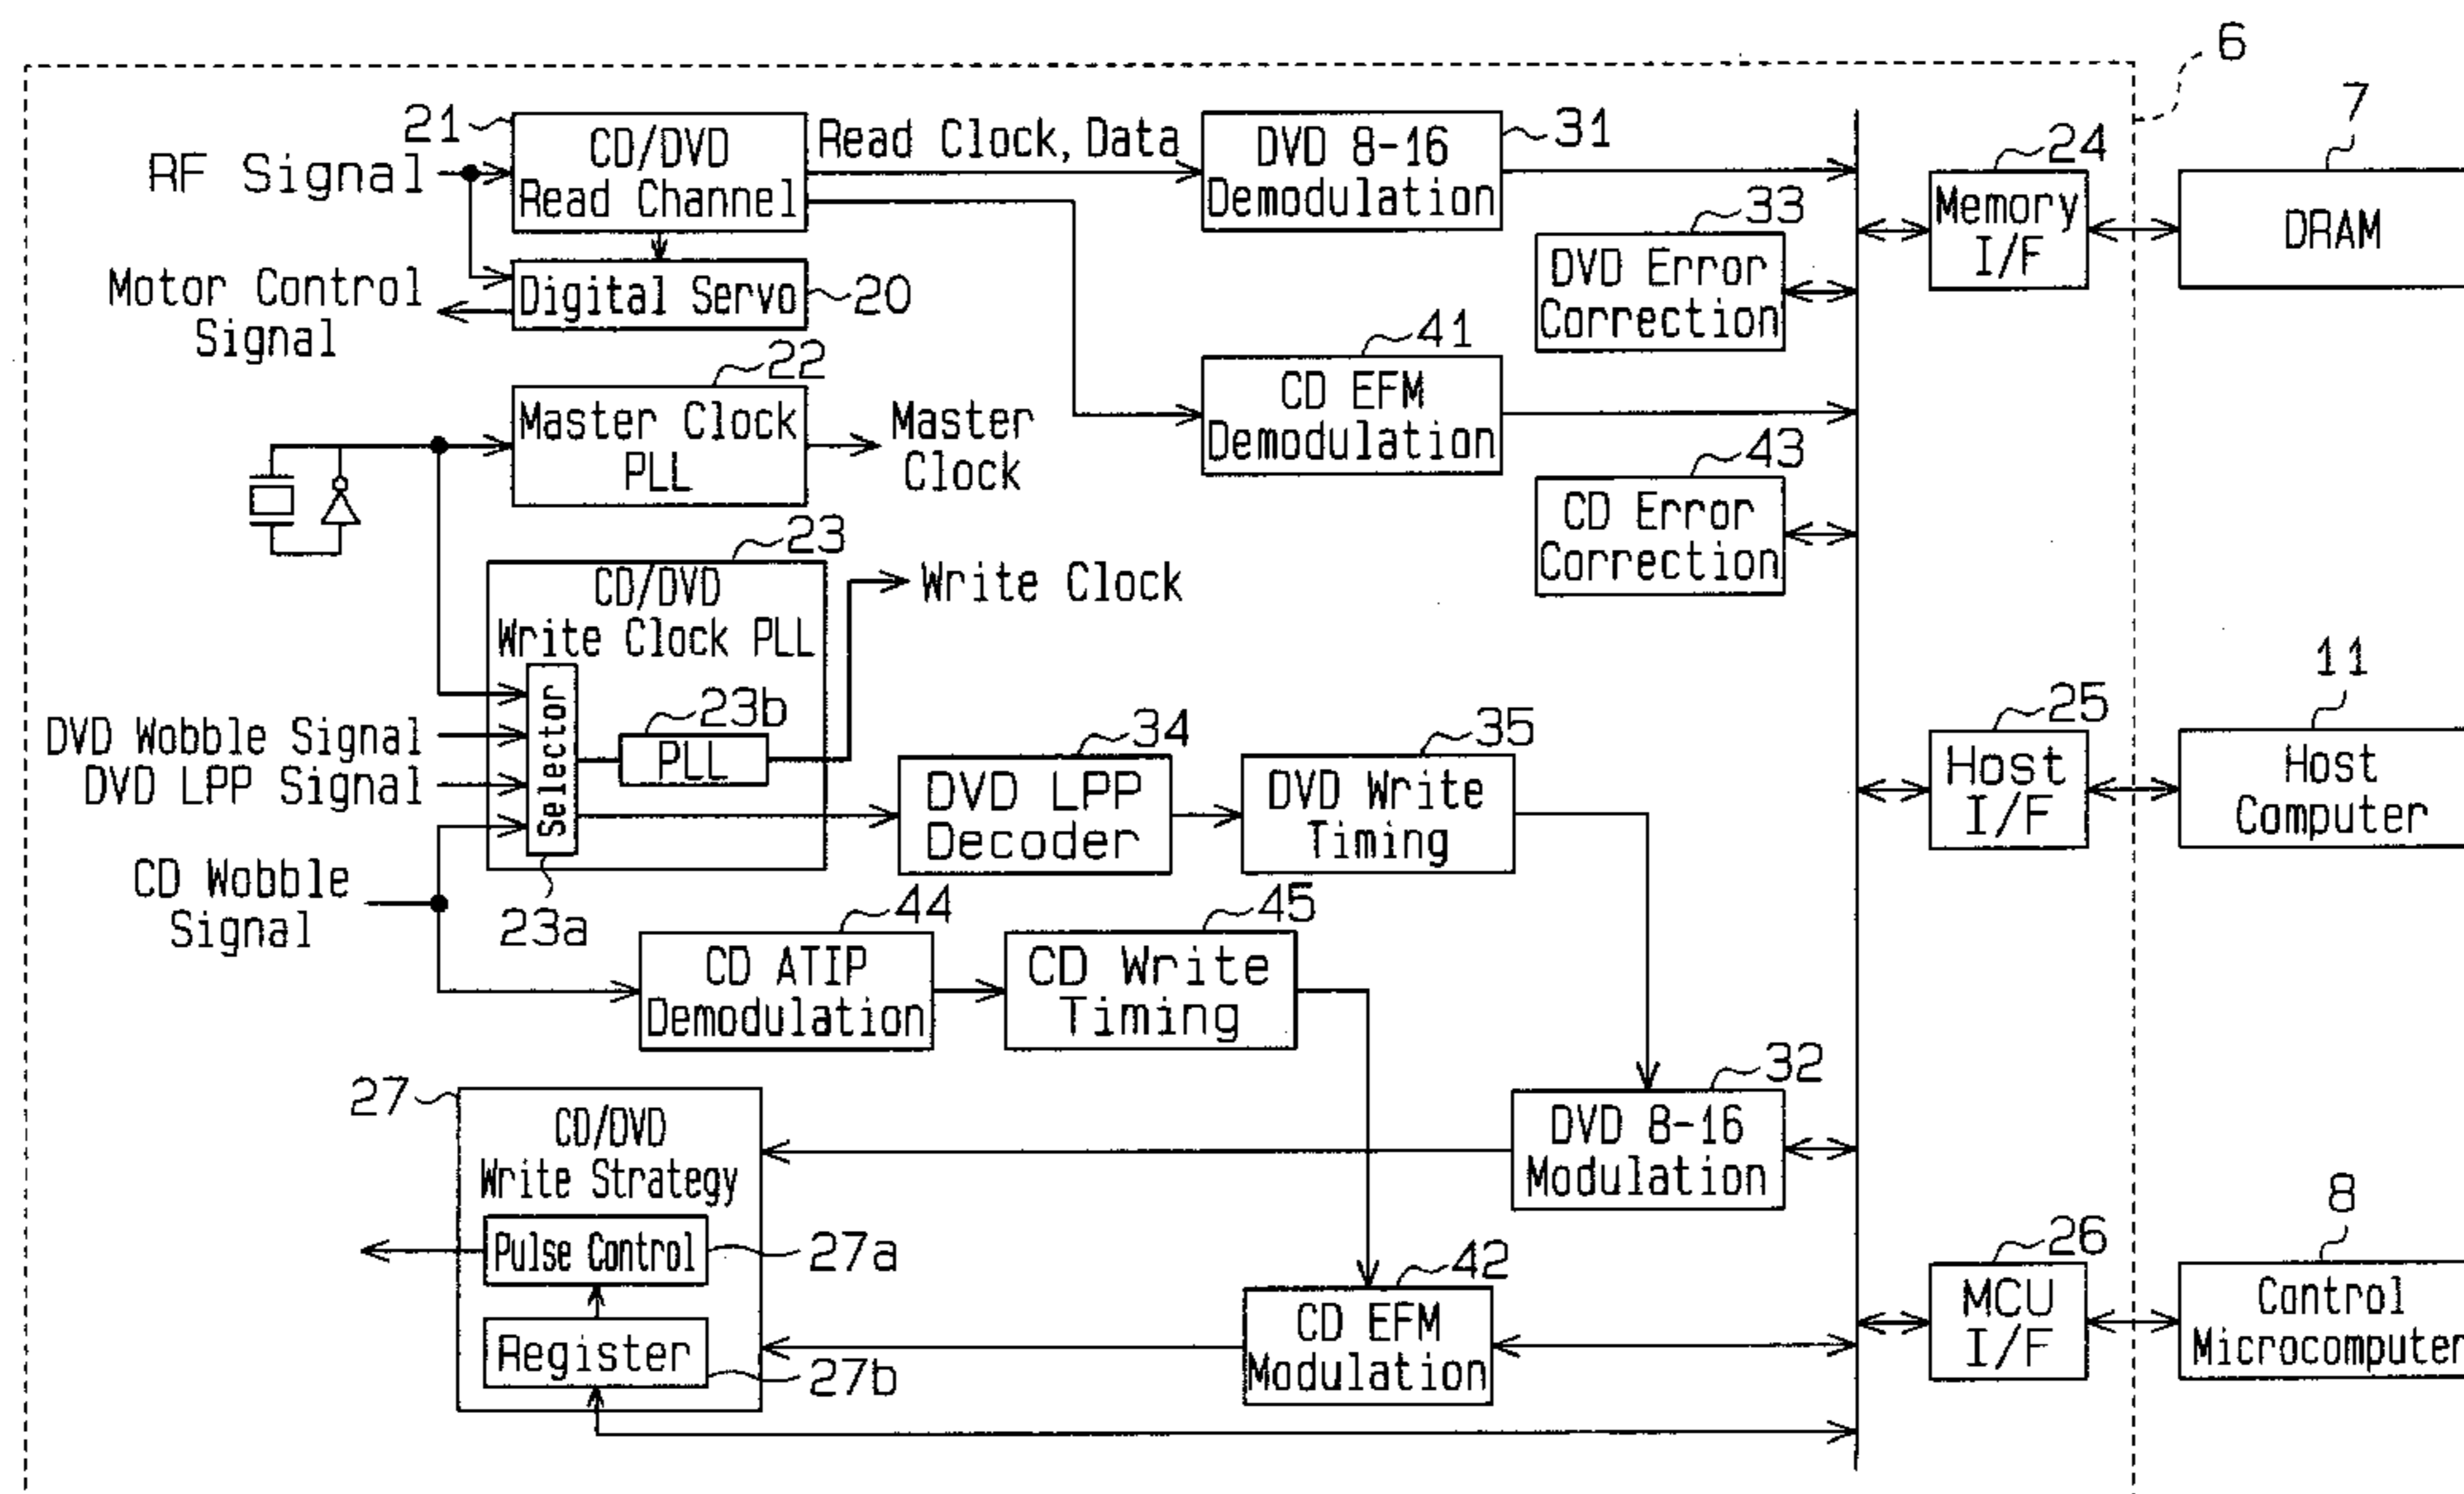 6
21
CD/DVD
Read Channel
RF Signal
Read Clock, Data
DVD 8-16
Demodulation
31
24
Memory
I/F
7
DRAM
33
DVD Error
Correction
Motor Control
Signal
Digital Servo
20
22
Master Clock
PLL
Master
Clock
41
CD EFM
Demodulation
43
CD Error
Correction
23
CD/DVD
Write Clock PLL
Write Clock
Selector
23b
PLL
DVD Wobble Signal
DVD LPP Signal
34
DVD LPP
Decoder
35
DVD Write
Timing
25
Host
I/F
11
Host
Computer
CD Wobble
Signal
23a
44
CD ATIP
Demodulation
45
CD Write
Timing
27
CD/DVD
Write Strategy
32
DVD 8-16
Modulation
Pulse Control
27a
Register
27b
42
CD EFM
Modulation
26
MCU
I/F
8
Control
Microcomputer